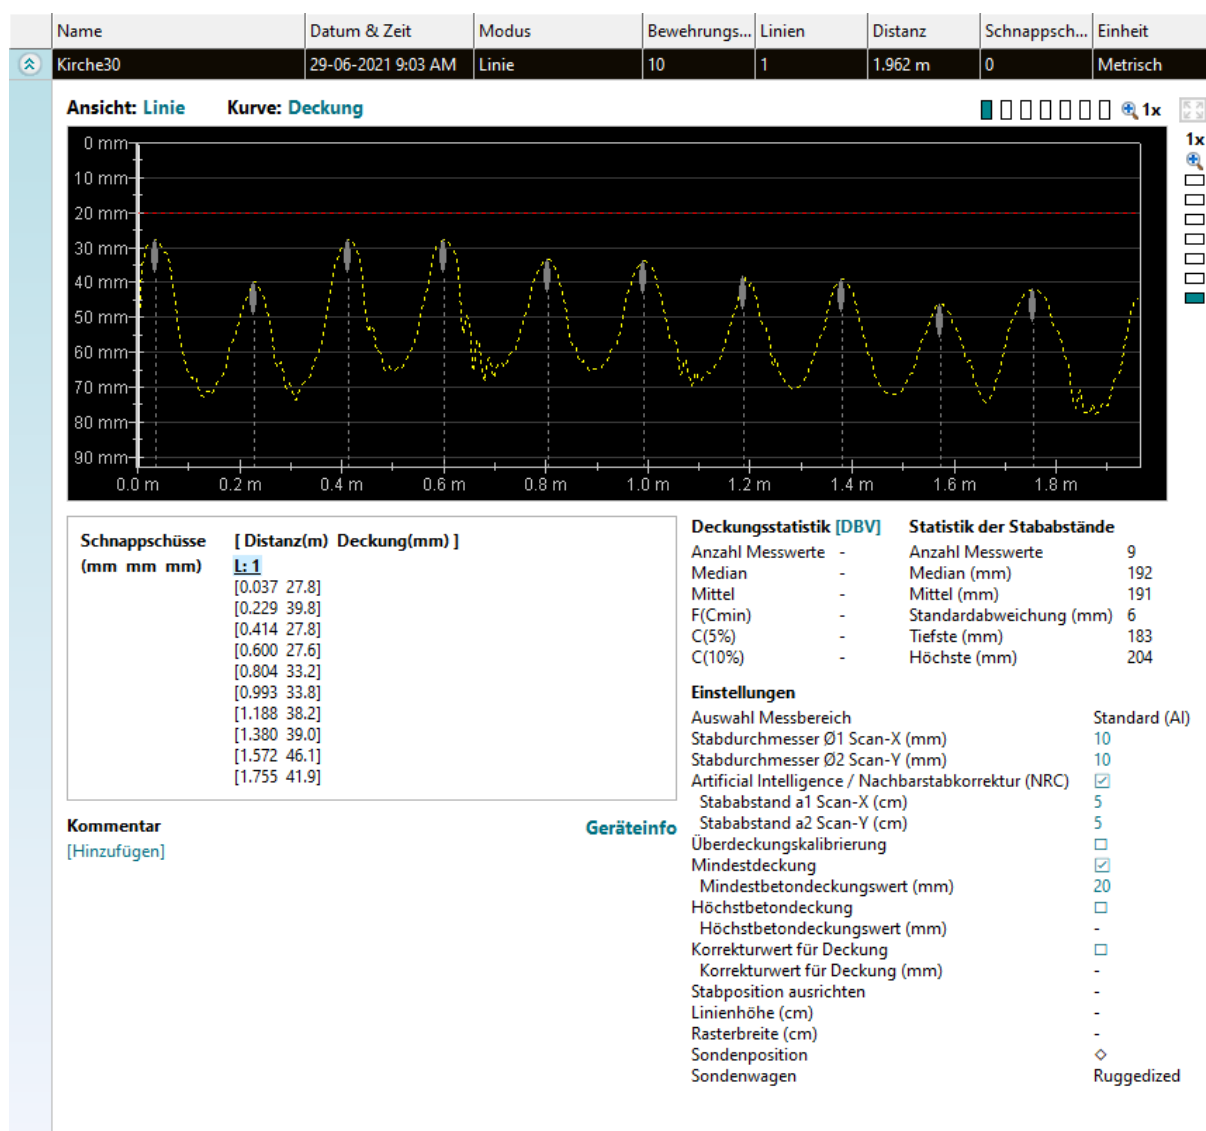 Name Datum & Zeit Modus Bewehrungs... Linien Distanz Schnappsch... Einheit
Kirche30 29-06-2021 9:03 AM Linie 10 1 1.962 m 0 Metrisch
Ansicht: Linie Kurve: Deckung 1x
1x
0 mm
10 mm
20 mm
30 mm
40 mm
50 mm
60 mm
70 mm
80 mm
90 mm
0.0 m 0.2 m 0.4 m 0.6 m 0.8 m 1.0 m 1.2 m 1.4 m 1.6 m 1.8 m
Schnappschüsse [ Distanz(m) Deckung(mm) ]
(mm mm mm) L: 1
[0.037 27.8]
[0.229 39.8]
[0.414 27.8]
[0.600 27.6]
[0.804 33.2]
[0.993 33.8]
[1.188 38.2]
[1.380 39.0]
[1.572 46.1]
[1.755 41.9]
Kommentar Geräteinfo
[Hinzufügen]
Deckungsstatistik [DBV] Statistik der Stababstände
Anzahl Messwerte - Anzahl Messwerte 9
Median - Median (mm) 192
Mittel - Mittel (mm) 191
F(Cmin) - Standardabweichung (mm) 6
C(5%) - Tiefste (mm) 183
C(10%) - Höchste (mm) 204
Einstellungen
Auswahl Messbereich Standard (AI)
Stabdurchmesser Ø1 Scan-X (mm) 10
Stabdurchmesser Ø2 Scan-Y (mm) 10
Artificial Intelligence / Nachbarstabkorrektur (NRC)
Stababstand a1 Scan-X (cm) 5
Stababstand a2 Scan-Y (cm) 5
Überdeckungskalibrierung
Mindestdeckung
Mindestbetondeckungswert (mm) 20
Höchstbetondeckung
Höchstbetondeckungswert (mm) -
Korrekturwert für Deckung
Korrekturwert für Deckung (mm) -
Stabposition ausrichten -
Linienhöhe (cm) -
Rasterbreite (cm) -
Sondenposition
Sondenwagen Ruggedized